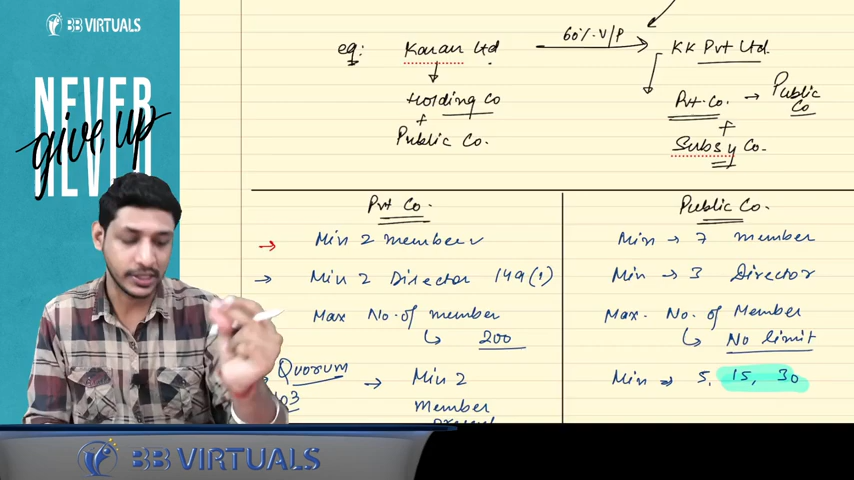 BB VIRTUALS
NEVER
give up
NEVER
eg: Karan Ltd 60% V/P KK Pvt Ltd.
Holding Co
+
Public Co.
Pvt. Co. → Public Co
+
Subsy Co.
Pvt Co.
→ Min 2 member
→ Min 2 Director 149(1)
Max No. of member
200
Quorum → Min 2
103 member
Public Co.
Min → 7 member
Min → 3 Director
Max. No. of Member
No limit
Min → 5, 15, 30
BB VIRTUALS